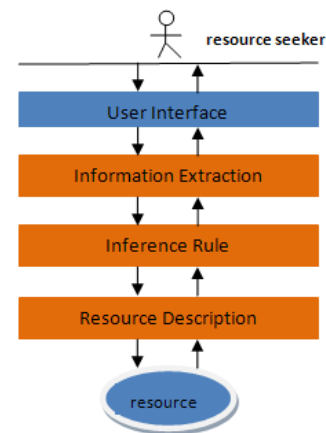 resource seeker
User Interface
Information Extraction
Inference Rule
Resource Description
resource